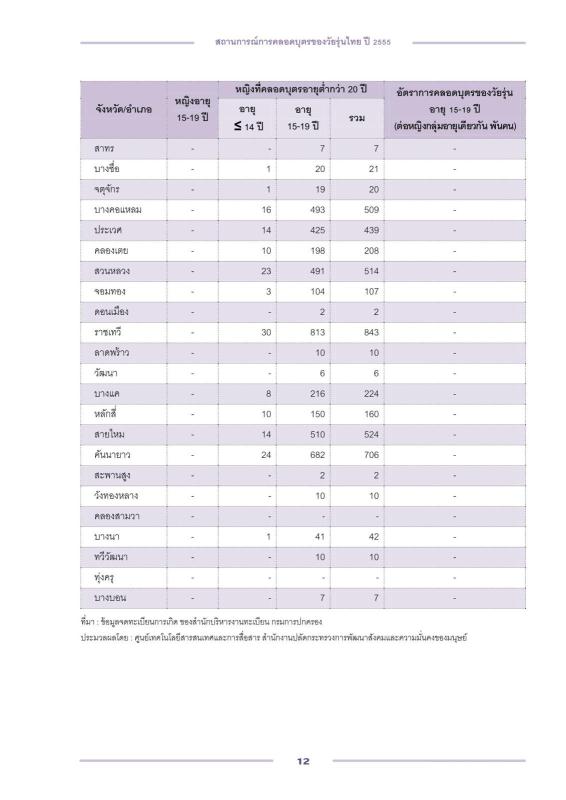 สถานการณ์การคลอดบุตรของวัยรุ่นไทย ปี 2555
จังหวัด/อำเภอ หญิงอายุ 15-19 ปี หญิงที่คลอดบุตรอายุต่ำกว่า 20 ปี อัตราการคลอดบุตรของวัยรุ่น
อายุ ≤ 14 ปี อายุ 15-19 ปี รวม อายุ 15-19 ปี (ต่อหญิงกลุ่มอายุเดียวกัน พันคน)
สาทร - - 7 7 -
บางซื่อ - 1 20 21 -
จตุจักร - 1 19 20 -
บางคอแหลม - 16 493 509 -
ประเวศ - 14 425 439 -
คลองเตย - 10 198 208 -
สวนหลวง - 23 491 514 -
จอมทอง - 3 104 107 -
ดอนเมือง - - 2 2 -
ราชเทวี - 30 813 843 -
ลาดพร้าว - - 10 10 -
วัฒนา - - 6 6 -
บางแค - 8 216 224 -
หลักสี่ - 10 150 160 -
สายไหม - 14 510 524 -
คันนายาว - 24 682 706 -
สะพานสูง - - 2 2 -
วังทองหลาง - - 10 10 -
คลองสามวา - - - - -
บางนา - 1 41 42 -
ทวีวัฒนา - - 10 10 -
ทุ่งครุ - - - - -
บางบอน - - 7 7 -
ที่มา : ข้อมูลจดทะเบียนการเกิด ของสำนักบริหารงานทะเบียน กรมการปกครอง
ประมวลผลโดย : ศูนย์เทคโนโลยีสารสนเทศและการสื่อสาร สำนักงานปลัดกระทรวงการพัฒนาสังคมและความมั่นคงของมนุษย์
12